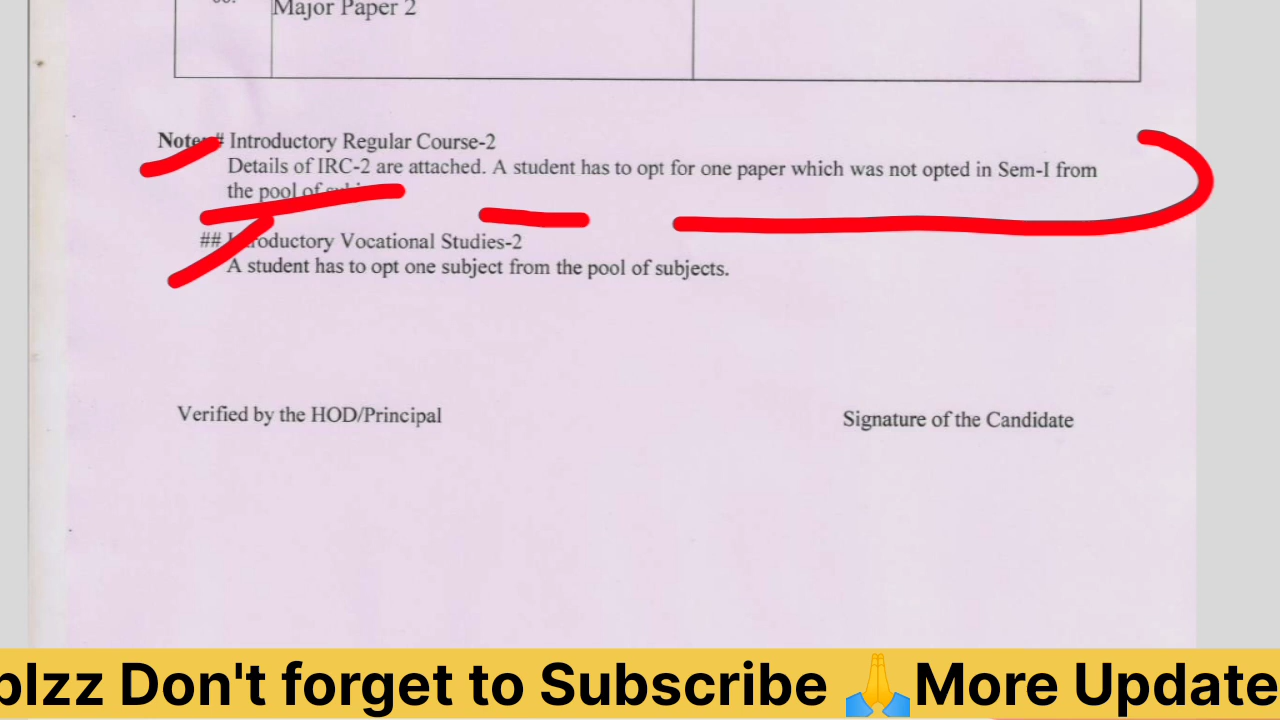 Major Paper 2
Note: # Introductory Regular Course-2
Details of IRC-2 are attached. A student has to opt for one paper which was not opted in Sem-I from
the pool of
## Introductory Vocational Studies-2
A student has to opt one subject from the pool of subjects.
Verified by the HOD/Principal
Signature of the Candidate
plzz Don't forget to Subscribe 🙏More Update